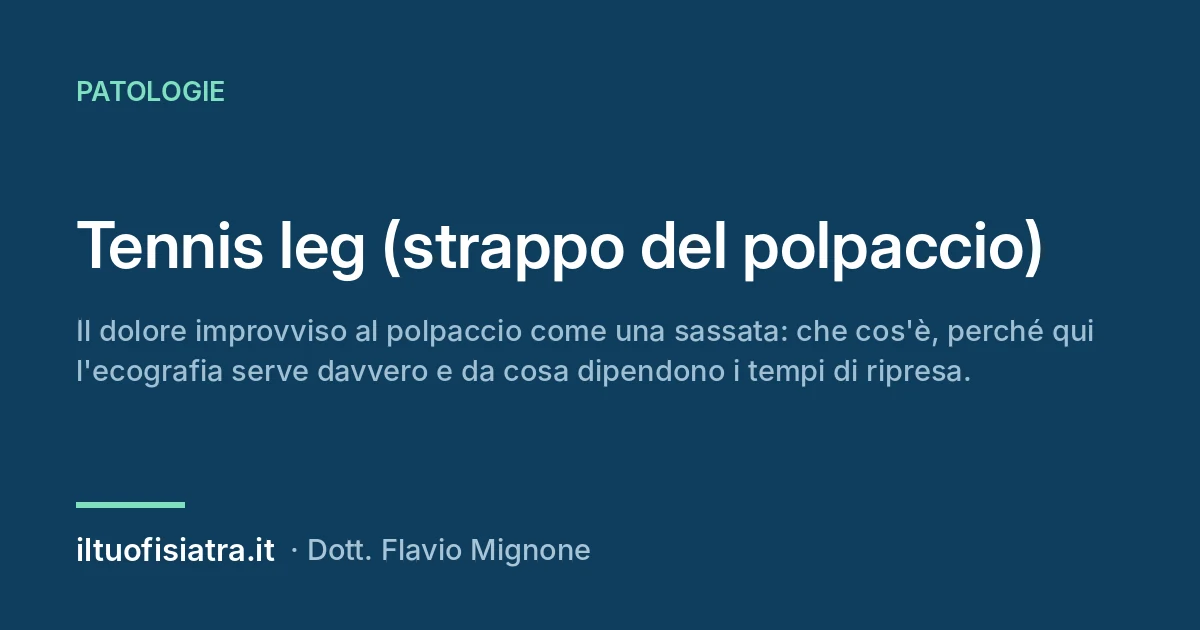 PATOLOGIE
Tennis leg (strappo del polpaccio)
Il dolore improvviso al polpaccio come una sassata: che cos'è, perché qui
l'ecografia serve davvero e da cosa dipendono i tempi di ripresa.
iltuofisiatra.it · Dott. Flavio Mignone